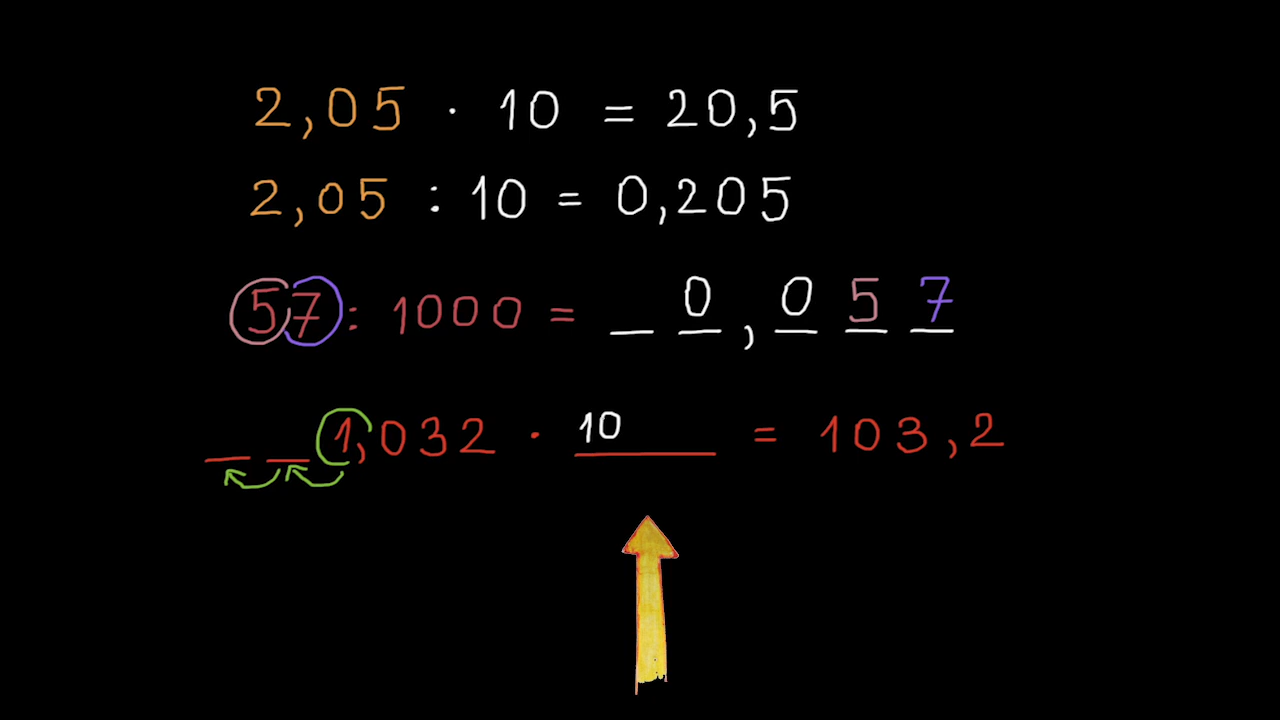 2,05 · 10 = 20,5
2,05 : 10 = 0,205
57 : 1000 = _ 0,057
_ _ 1,032 · 10 = 103,2